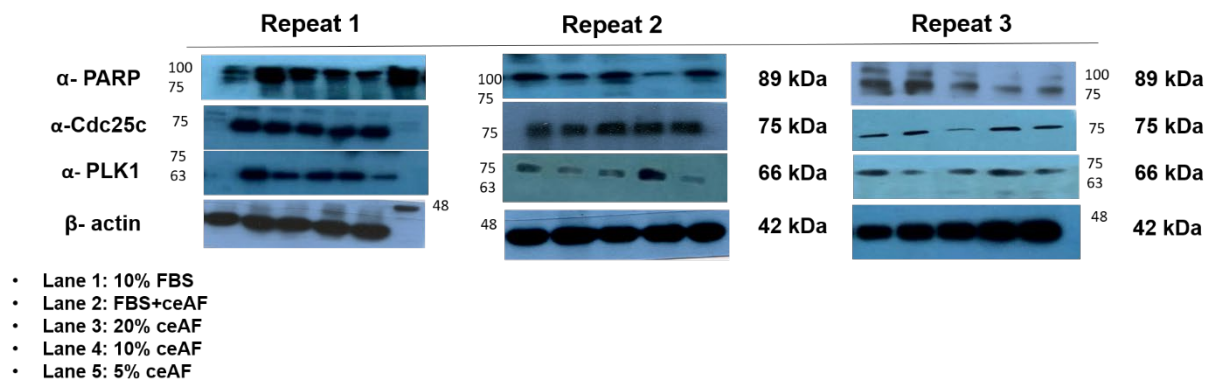 Repeat 1 Repeat 2 Repeat 3
α- PARP 100 100 89 kDa 100 89 kDa
75 75 75
α-Cdc25c 75 75 75 kDa 75 75 kDa
α- PLK1 75 75 66 kDa 75 66 kDa
63 63 63
β- actin 48 48 42 kDa 48 42 kDa
• Lane 1: 10% FBS
• Lane 2: FBS+ceAF
• Lane 3: 20% ceAF
• Lane 4: 10% ceAF
• Lane 5: 5% ceAF